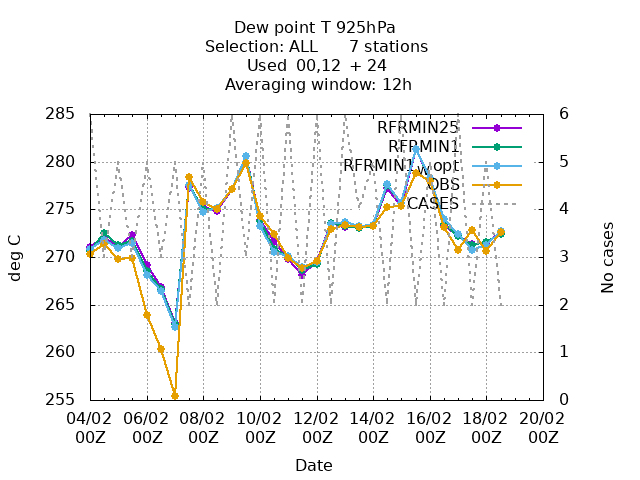 Dew point T 925hPa
Selection: ALL 7 stations
Used 00,12 + 24
Averaging window: 12h
285
280
275
270
265
260
255
6
5
4
3
2
1
0
deg C
No cases
RFRMIN25
RFRMIN1
RFRMIN1wopt
OBS
CASES
04/02 06/02 08/02 10/02 12/02 14/02 16/02 18/02 20/02
00Z 00Z 00Z 00Z 00Z 00Z 00Z 00Z 00Z
Date